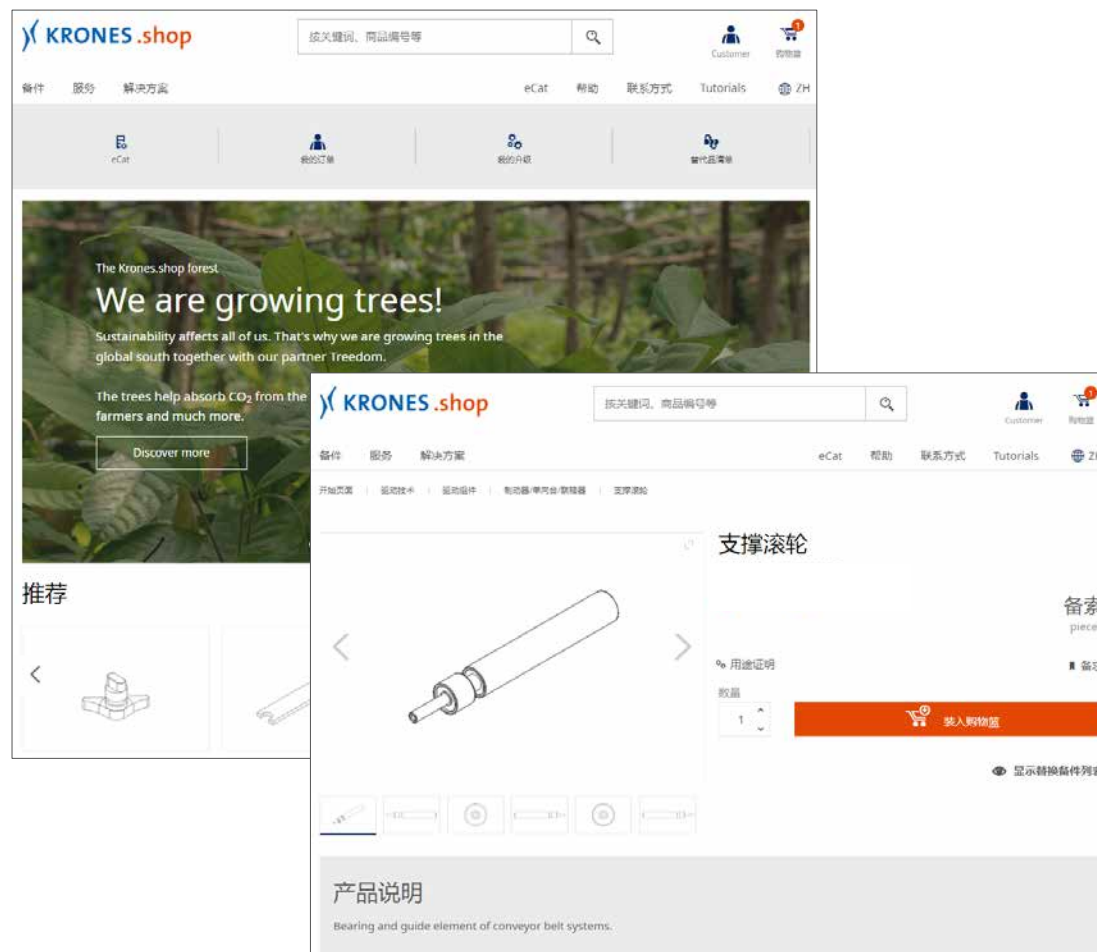 KRONES.shop
按关键词、商品编号等
Customer
1
购物篮
备件 服务 解决方案
eCat 帮助 联系方式 Tutorials ZH
eCat 我的订单 我的升级 替代品清单
The Krones.shop forest
We are growing trees!
Sustainability affects all of us. That's why we are growing trees in the
global south together with our partner Treedom.
The trees help absorb CO2 from the
farmers and much more.
Discover more
推荐
KRONES.shop
按关键词、商品编号等
Customer
1
购物篮
备件 服务 解决方案
eCat 帮助 联系方式 Tutorials
开始页面 | 驱动技术 | 驱动组件 | 制动器/单向台/联轴器 | 支撑滚轮
支撑滚轮
备索
piece
用途证明
备忘
数量
1
装入购物篮
显示替换备件列表
产品说明
Bearing and guide element of conveyor belt systems.